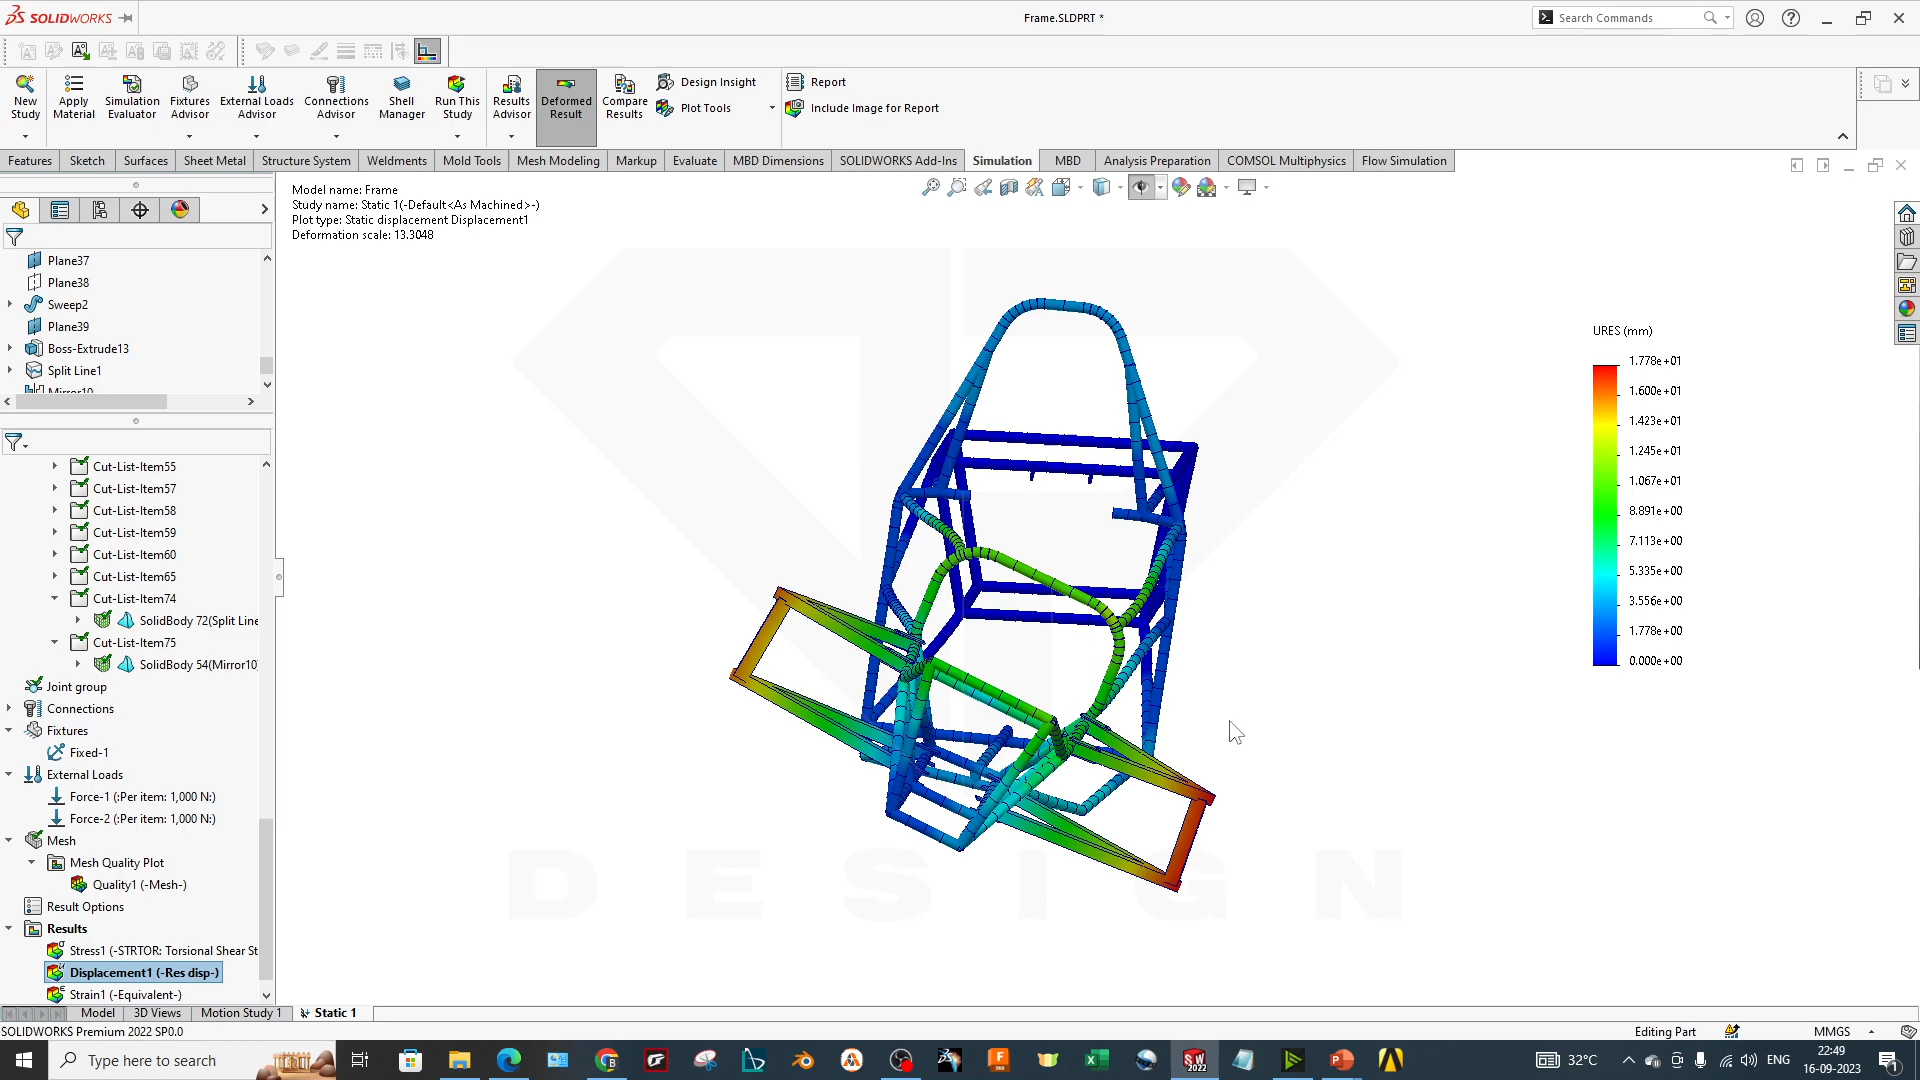 SOLIDWORKS
Frame.SLDPRT *
Search Commands
New Study
Apply Material
Simulation Evaluator
Fixtures Advisor
External Loads Advisor
Connections Advisor
Shell Manager
Run This Study
Results Advisor
Deformed Result
Compare Results
Design Insight
Plot Tools
Report
Include Image for Report
Features
Sketch
Surfaces
Sheet Metal
Structure System
Weldments
Mold Tools
Mesh Modeling
Markup
Evaluate
MBD Dimensions
SOLIDWORKS Add-Ins
Simulation
MBD
Analysis Preparation
COMSOL Multiphysics
Flow Simulation
Model name: Frame
Study name: Static 1(-Default<As Machined>-)
Plot type: Static displacement Displacement1
Deformation scale: 13.3048
Plane37
Plane38
Sweep2
Plane39
Boss-Extrude13
Split Line1
Mirror10
Cut-List-Item55
Cut-List-Item57
Cut-List-Item58
Cut-List-Item59
Cut-List-Item60
Cut-List-Item65
Cut-List-Item74
SolidBody 72(Split Line
Cut-List-Item75
SolidBody 54(Mirror10)
Joint group
Connections
Fixtures
Fixed-1
External Loads
Force-1 (:Per item: 1,000 N:)
Force-2 (:Per item: 1,000 N:)
Mesh
Mesh Quality Plot
Quality1 (-Mesh-)
Result Options
Results
Stress1 (-STRTOR: Torsional Shear St
Displacement1 (-Res disp-)
Strain1 (-Equivalent-)
URES (mm)
1.778e+01
1.600e+01
1.423e+01
1.245e+01
1.067e+01
8.891e+00
7.113e+00
5.335e+00
3.556e+00
1.778e+00
0.000e+00
DESIGN
Model
3D Views
Motion Study 1
Static 1
SOLIDWORKS Premium 2022 SP0.0
Editing Part
MMGS
Type here to search
SW 2022
32°C
ENG
22:49
16-09-2023
1